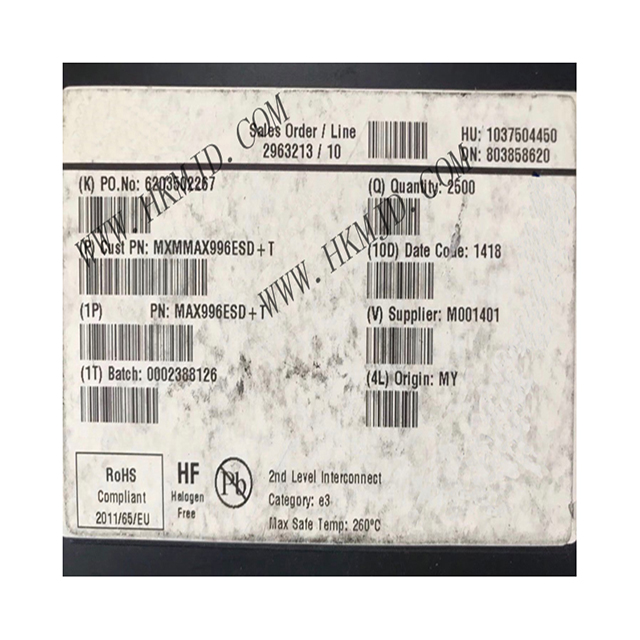 Sales Order / Line
2963213 / 10
HU: 1037504450
DN: 803858620
(K) PO.No: 6203502267
(Q) Quantity: 2500
(P) Cust PN: MXMMAX996ESD+T
(10D) Date Code: 1418
(1P) PN: MAX996ESD+T
(V) Supplier: M001401
(1T) Batch: 0002388126
(4L) Origin: MY
RoHS
Compliant
2011/65/EU
HF
Halogen
Free
Pb
2nd Level Interconnect
Category: e3
Max Safe Temp: 260ºC
WWW.HKMJD.COM
WWW.HKMJD.COM